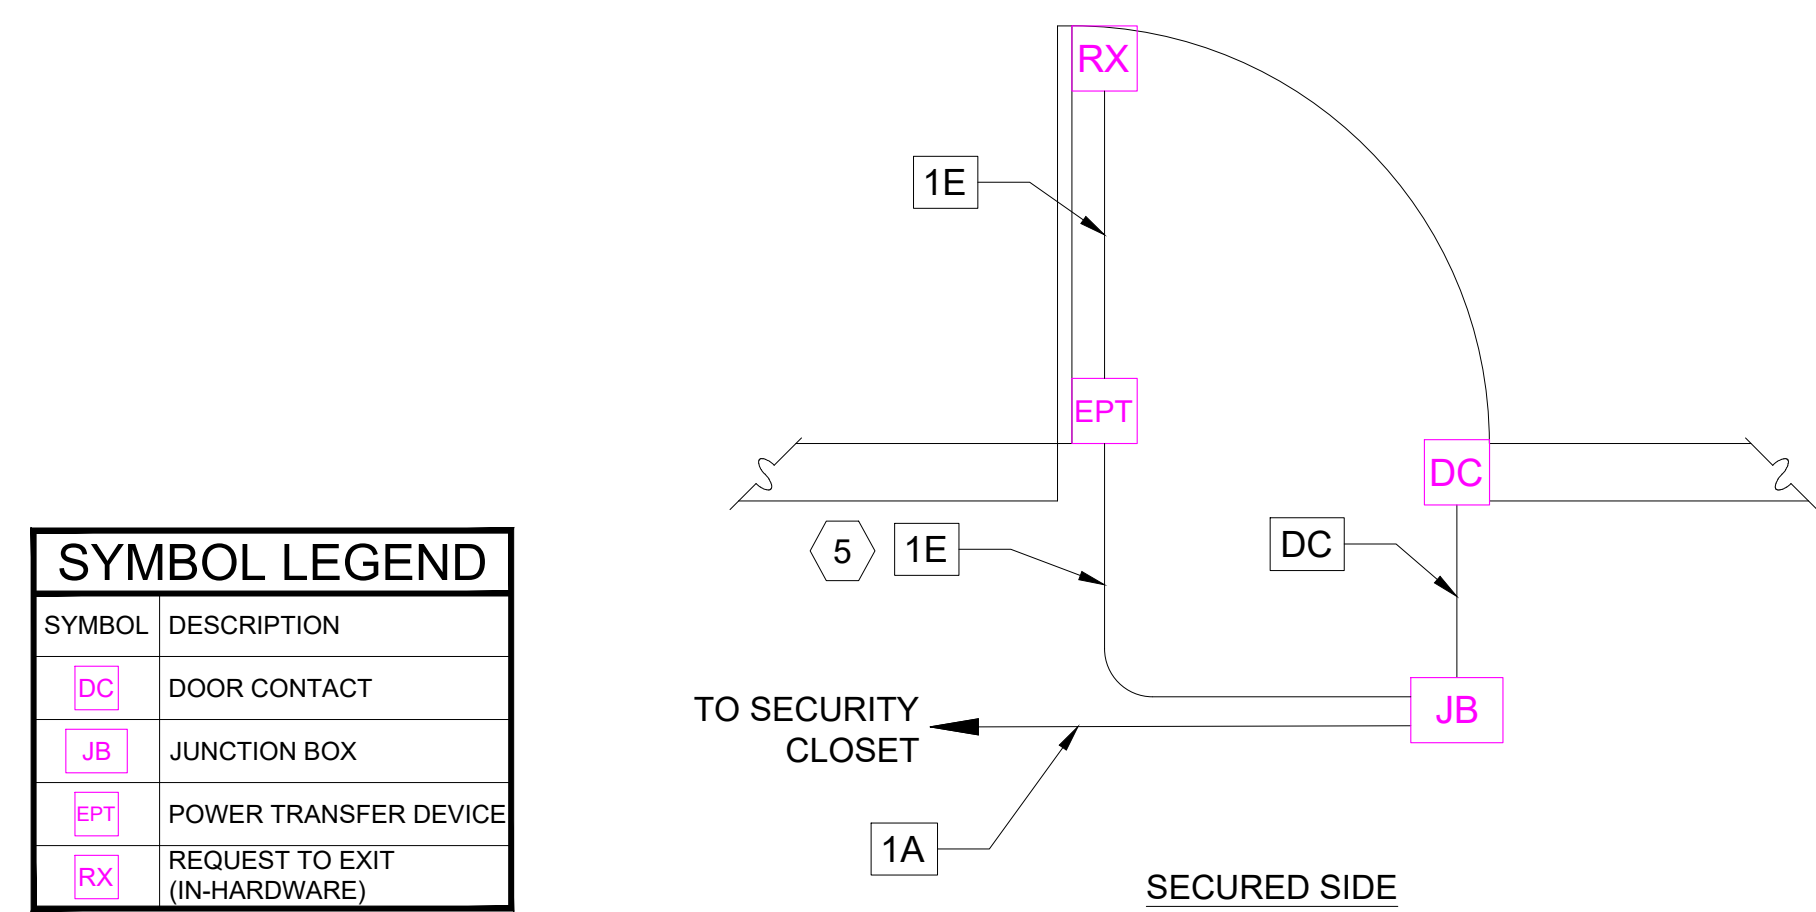 RX
1E
EPT
DC
5
1E
DC
TO SECURITY
CLOSET
JB
1A
SECURED SIDE
SYMBOL LEGEND
SYMBOL DESCRIPTION
DC DOOR CONTACT
JB JUNCTION BOX
EPT POWER TRANSFER DEVICE
RX REQUEST TO EXIT
(IN-HARDWARE)